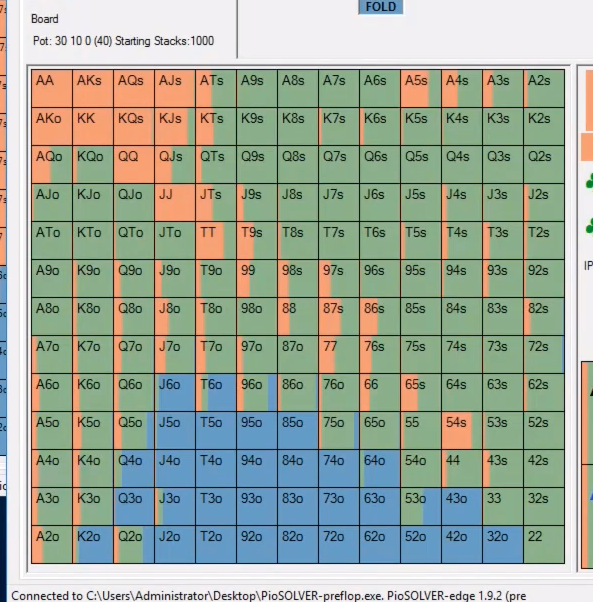 FOLD
Board
Pot: 30 10 0 (40) Starting Stacks:1000
AA AKs AQs AJs ATs A9s A8s A7s A6s A5s A4s A3s A2s
AKo KK KQs KJs KTs K9s K8s K7s K6s K5s K4s K3s K2s
AQo KQo QQ QJs QTs Q9s Q8s Q7s Q6s Q5s Q4s Q3s Q2s
AJo KJo QJo JJ JTs J9s J8s J7s J6s J5s J4s J3s J2s
ATo KTo QTo JTo TT T9s T8s T7s T6s T5s T4s T3s T2s
A9o K9o Q9o J9o T9o 99 98s 97s 96s 95s 94s 93s 92s
A8o K8o Q8o J8o T8o 98o 88 87s 86s 85s 84s 83s 82s
A7o K7o Q7o J7o T7o 97o 87o 77 76s 75s 74s 73s 72s
A6o K6o Q6o J6o T6o 96o 86o 76o 66 65s 64s 63s 62s
A5o K5o Q5o J5o T5o 95o 85o 75o 65o 55 54s 53s 52s
A4o K4o Q4o J4o T4o 94o 84o 74o 64o 54o 44 43s 42s
A3o K3o Q3o J3o T3o 93o 83o 73o 63o 53o 43o 33 32s
A2o K2o Q2o J2o T2o 92o 82o 72o 62o 52o 42o 32o 22
IP
Connected to C:\Users\Administrator\Desktop\PioSOLVER-preflop.exe. PioSOLVER-edge 1.9.2 (pre